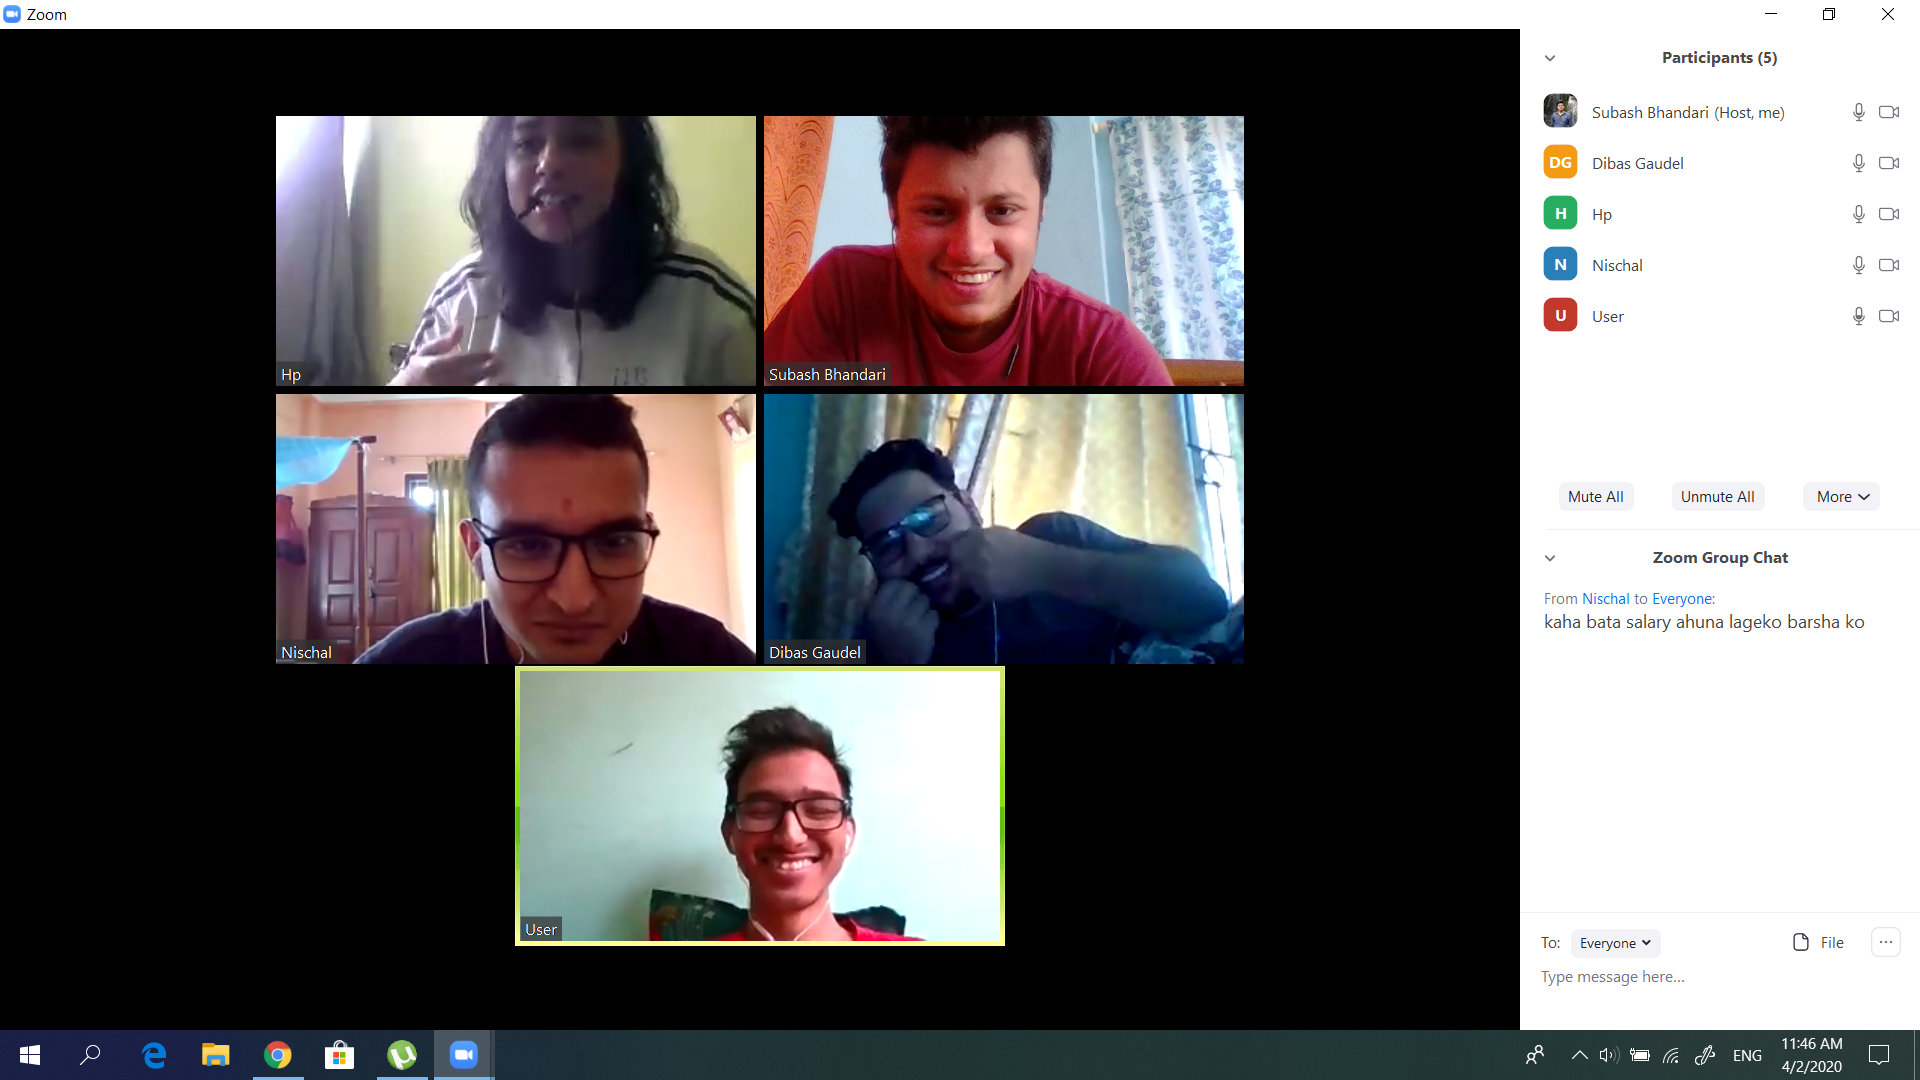 Zoom
Hp
Subash Bhandari
Nischal
Dibas Gaudel
User
Participants (5)
Subash Bhandari (Host, me)
DG Dibas Gaudel
H Hp
N Nischal
U User
Mute All Unmute All More
Zoom Group Chat
From Nischal to Everyone:
kaha bata salary ahuna lageko barsha ko
To: Everyone File ...
Type message here...
ENG 11:46 AM
4/2/2020